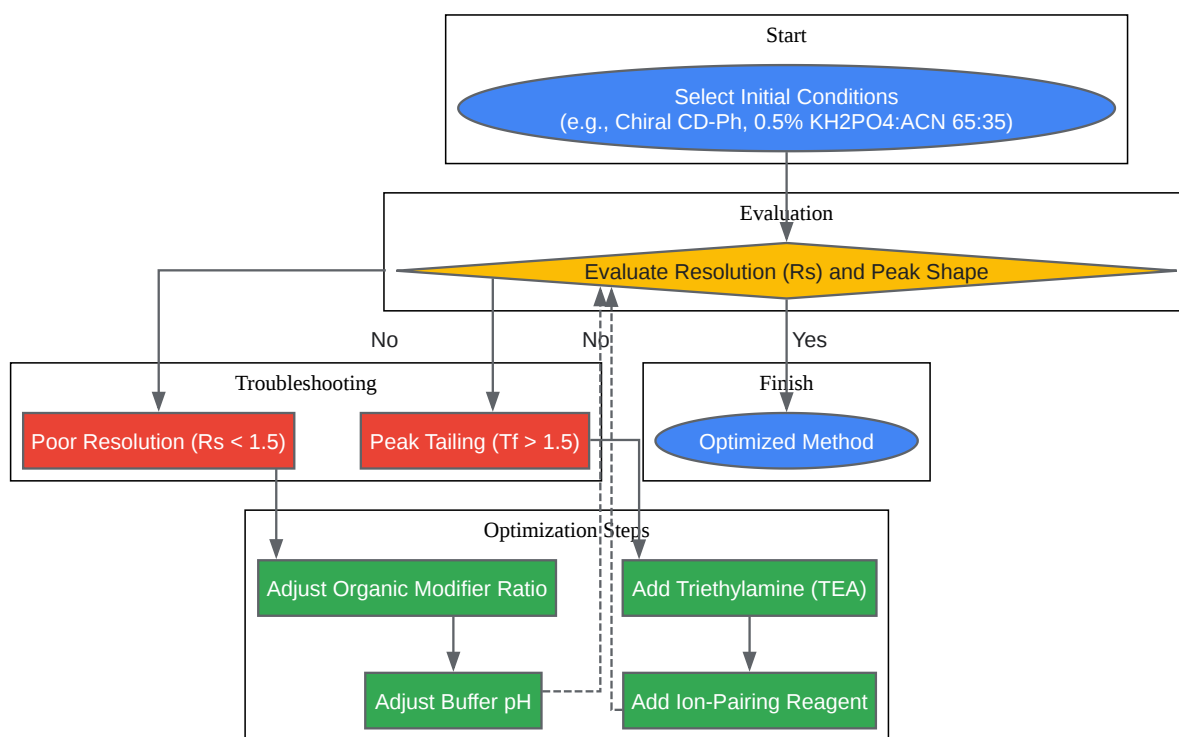 Start
Select Initial Conditions
(e.g., Chiral CD-Ph, 0.5% KH2PO4:ACN 65:35)
Evaluation
Evaluate Resolution (Rs) and Peak Shape
No
No
Yes
Troubleshooting
Finish
Poor Resolution (Rs < 1.5)
Peak Tailing (Tf > 1.5)
Optimized Method
Optimization Steps
Adjust Organic Modifier Ratio
Add Triethylamine (TEA)
Adjust Buffer pH
Add Ion-Pairing Reagent